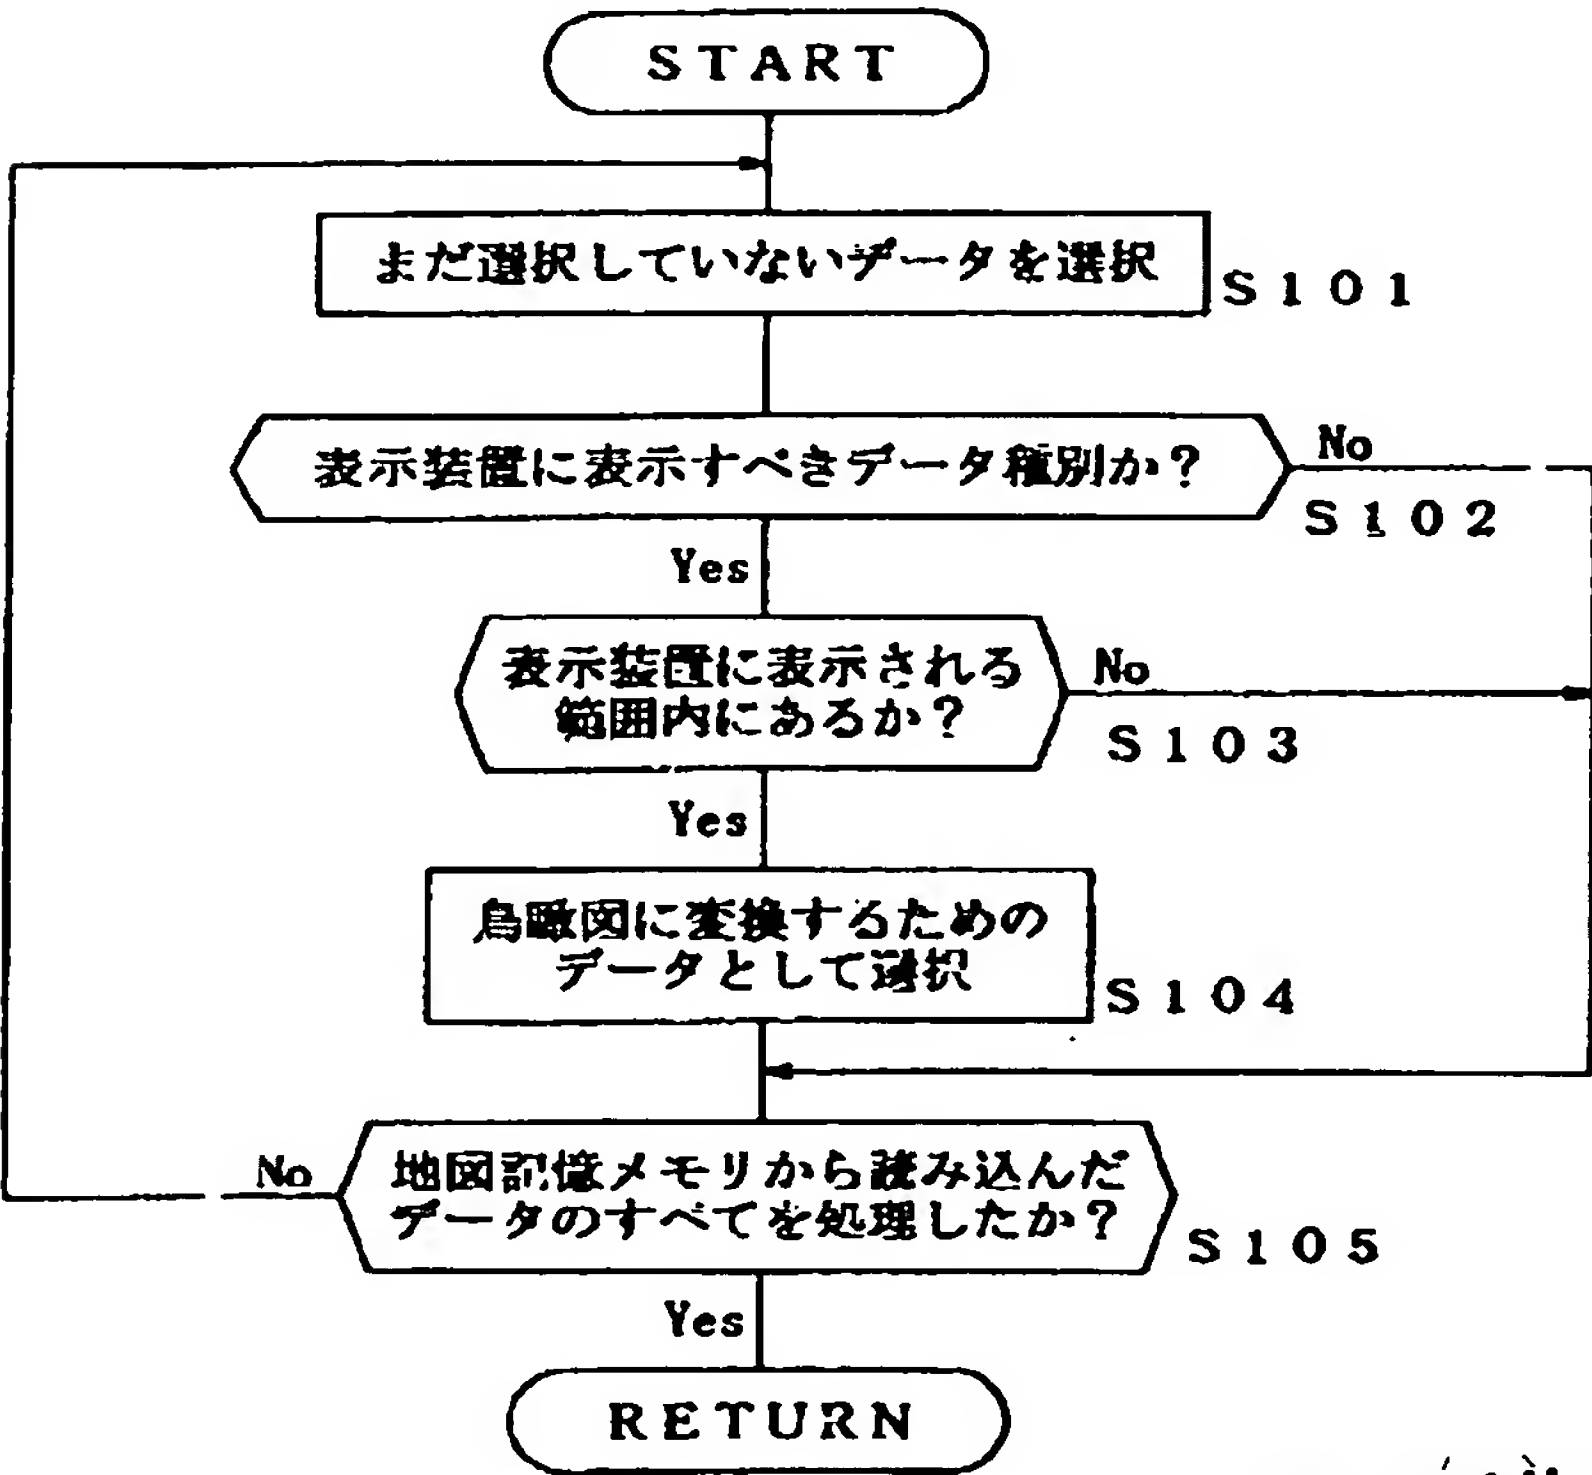 START
まだ選択していないデータを選択
S101
表示装置に表示すべきデータ種別か?
No
S102
Yes
表示装置に表示される
範囲内にあるか?
No
S103
Yes
鳥瞰図に変換するための
データとして選択
S104
No
地図記憶メモリから読み込んだ
データのすべてを処理したか?
S105
Yes
RETURN